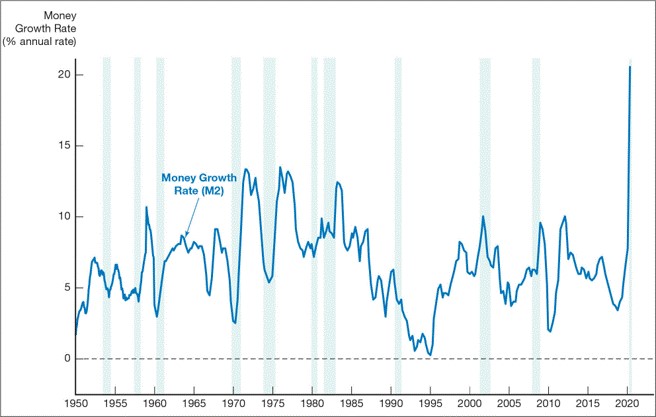 Money
Growth Rate
(% annual rate)
20
15
10
5
0
Money Growth
Rate (M2)
1950 1955 1960 1965 1970 1975 1980 1985 1990 1995 2000 2005 2010 2015 2020